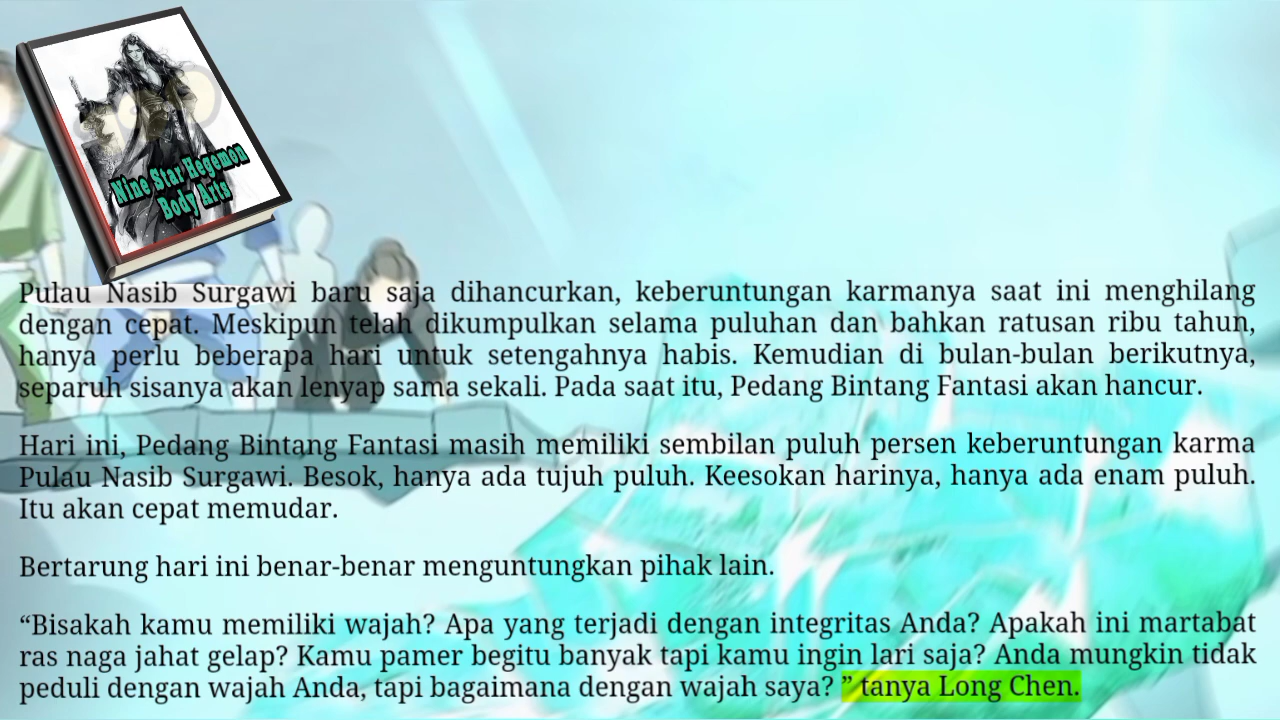 Nine Star Hegemon
Body Arts
Pulau Nasib Surgawi baru saja dihancurkan, keberuntungan karmanya saat ini menghilang
dengan cepat. Meskipun telah dikumpulkan selama puluhan dan bahkan ratusan ribu tahun,
hanya perlu beberapa hari untuk setengahnya habis. Kemudian di bulan-bulan berikutnya,
separuh sisanya akan lenyap sama sekali. Pada saat itu, Pedang Bintang Fantasi akan hancur.
Hari ini, Pedang Bintang Fantasi masih memiliki sembilan puluh persen keberuntungan karma
Pulau Nasib Surgawi. Besok, hanya ada tujuh puluh. Keesokan harinya, hanya ada enam puluh.
Itu akan cepat memudar.
Bertarung hari ini benar-benar menguntungkan pihak lain.
“Bisakah kamu memiliki wajah? Apa yang terjadi dengan integritas Anda? Apakah ini martabat
ras naga jahat gelap? Kamu pamer begitu banyak tapi kamu ingin lari saja? Anda mungkin tidak
peduli dengan wajah Anda, tapi bagaimana dengan wajah saya? ” tanya Long Chen.